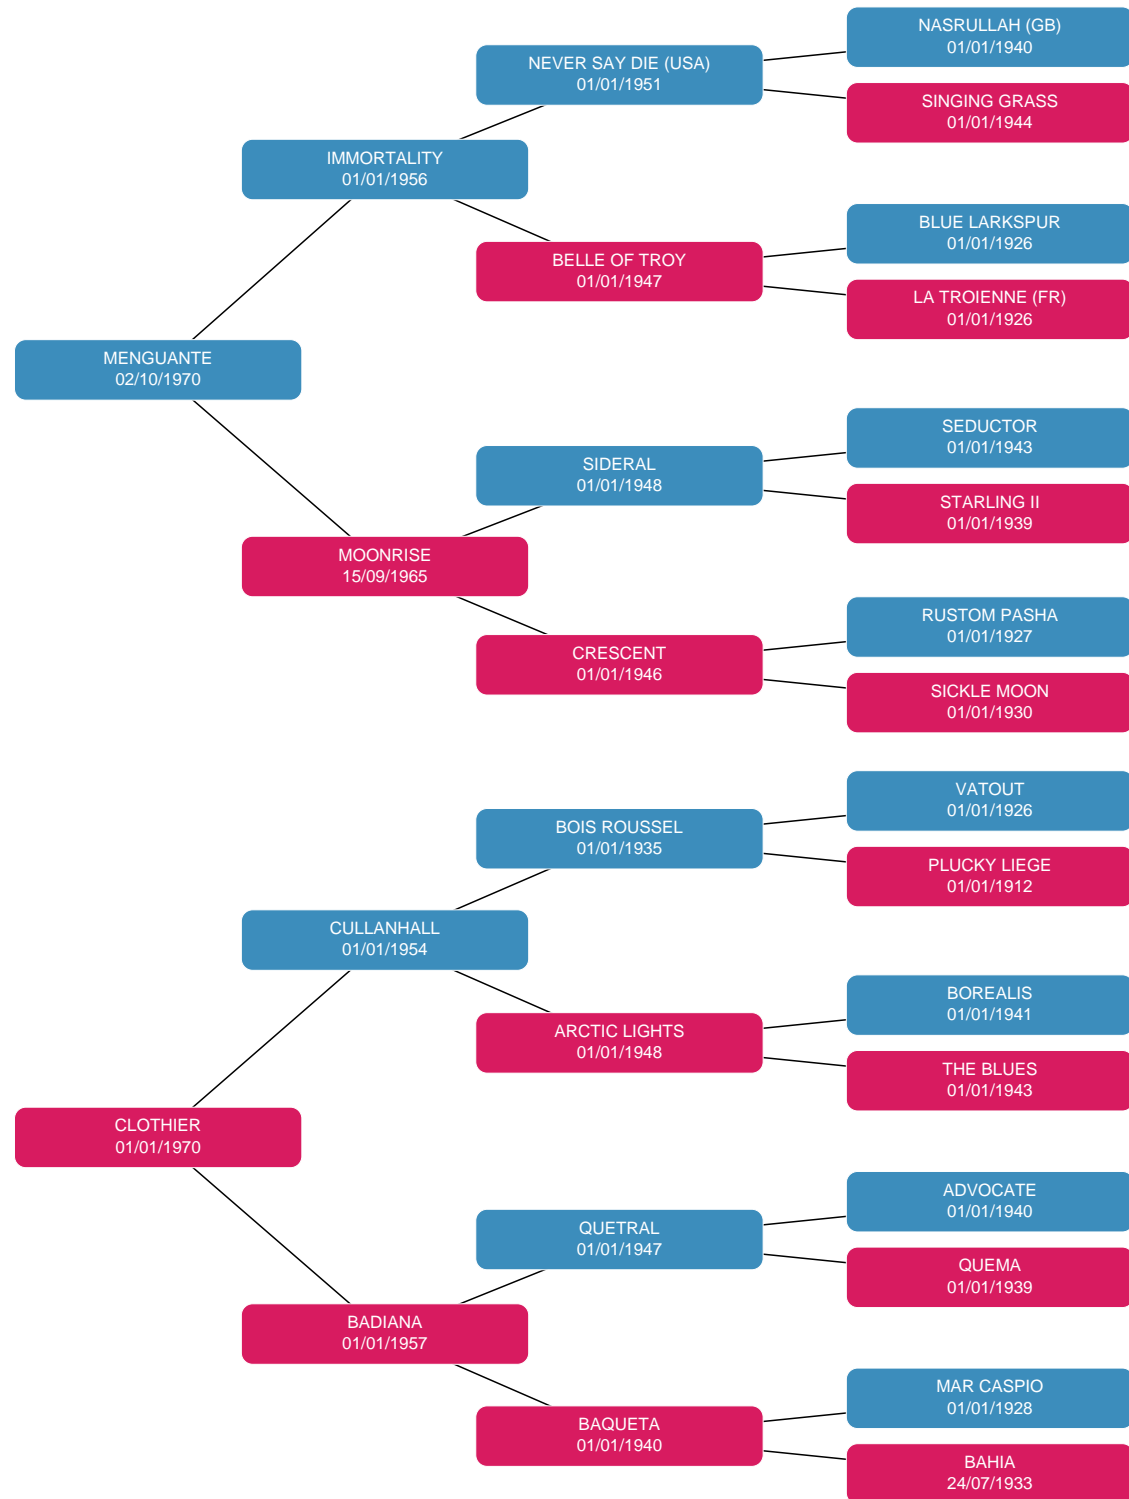 NASRULLAH (GB)
01/01/1940
NEVER SAY DIE (USA)
01/01/1951
SINGING GRASS
01/01/1944
IMMORTALITY
01/01/1956
BLUE LARKSPUR
01/01/1926
BELLE OF TROY
01/01/1947
LA TROIENNE (FR)
01/01/1926
MENGUANTE
02/10/1970
SEDUCTOR
01/01/1943
SIDERAL
01/01/1948
STARLING II
01/01/1939
MOONRISE
15/09/1965
RUSTOM PASHA
01/01/1927
CRESCENT
01/01/1946
SICKLE MOON
01/01/1930
VATOUT
01/01/1926
BOIS ROUSSEL
01/01/1935
PLUCKY LIEGE
01/01/1912
CULLANHALL
01/01/1954
BOREALIS
01/01/1941
ARCTIC LIGHTS
01/01/1948
THE BLUES
01/01/1943
CLOTHIER
01/01/1970
ADVOCATE
01/01/1940
QUETRAL
01/01/1947
QUEMA
01/01/1939
BADIANA
01/01/1957
MAR CASPIO
01/01/1928
BAQUETA
01/01/1940
BAHIA
24/07/1933